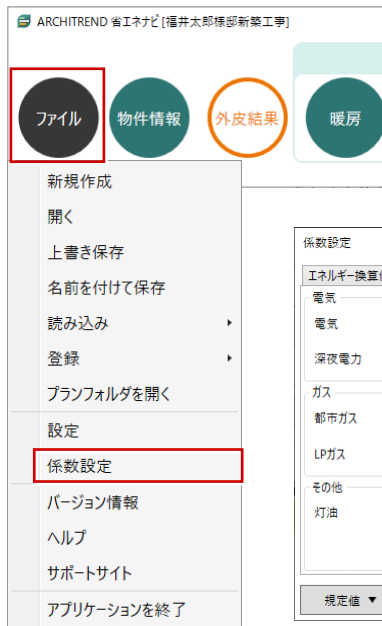 ARCHITREND 省エネナビ [福井太郎様邸新築工事]
ファイル
物件情報
外皮結果
暖房
新規作成
開く
上書き保存
名前を付けて保存
読み込み
登録
プランフォルダを開く
設定
係数設定
バージョン情報
ヘルプ
サポートサイト
アプリケーションを終了
係数設定
エネルギー換算
電気
電気
深夜電力
ガス
都市ガス
LPガス
その他
灯油
規定値 ▼